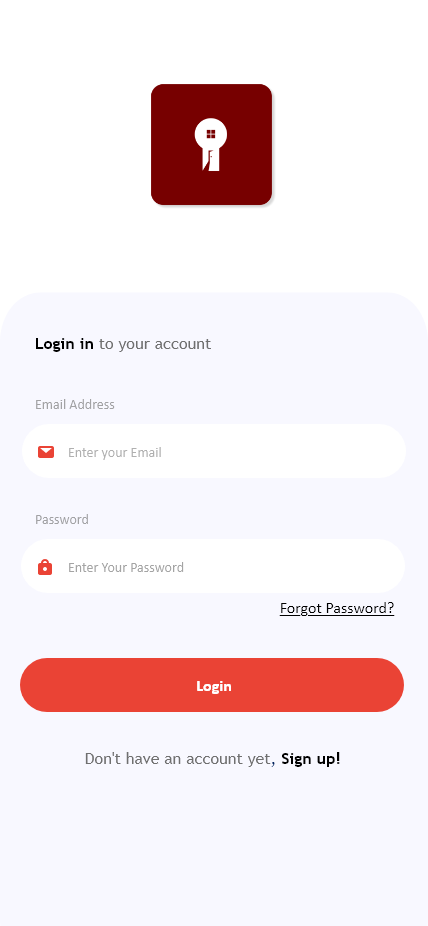 Login in to your account
Email Address
Enter your Email
Password
Enter Your Password
Forgot Password?
Login
Don't have an account yet, Sign up!